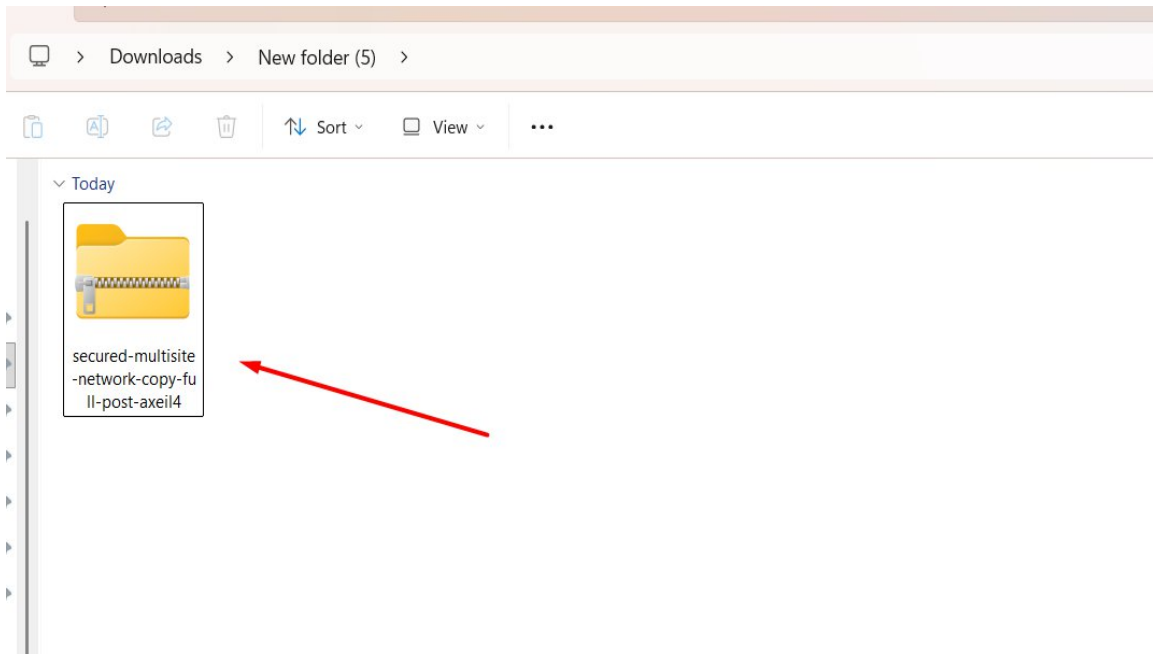 Downloads > New folder (5) >
Sort View
Today
secured-multisite
-network-copy-fu
ll-post-axeil4